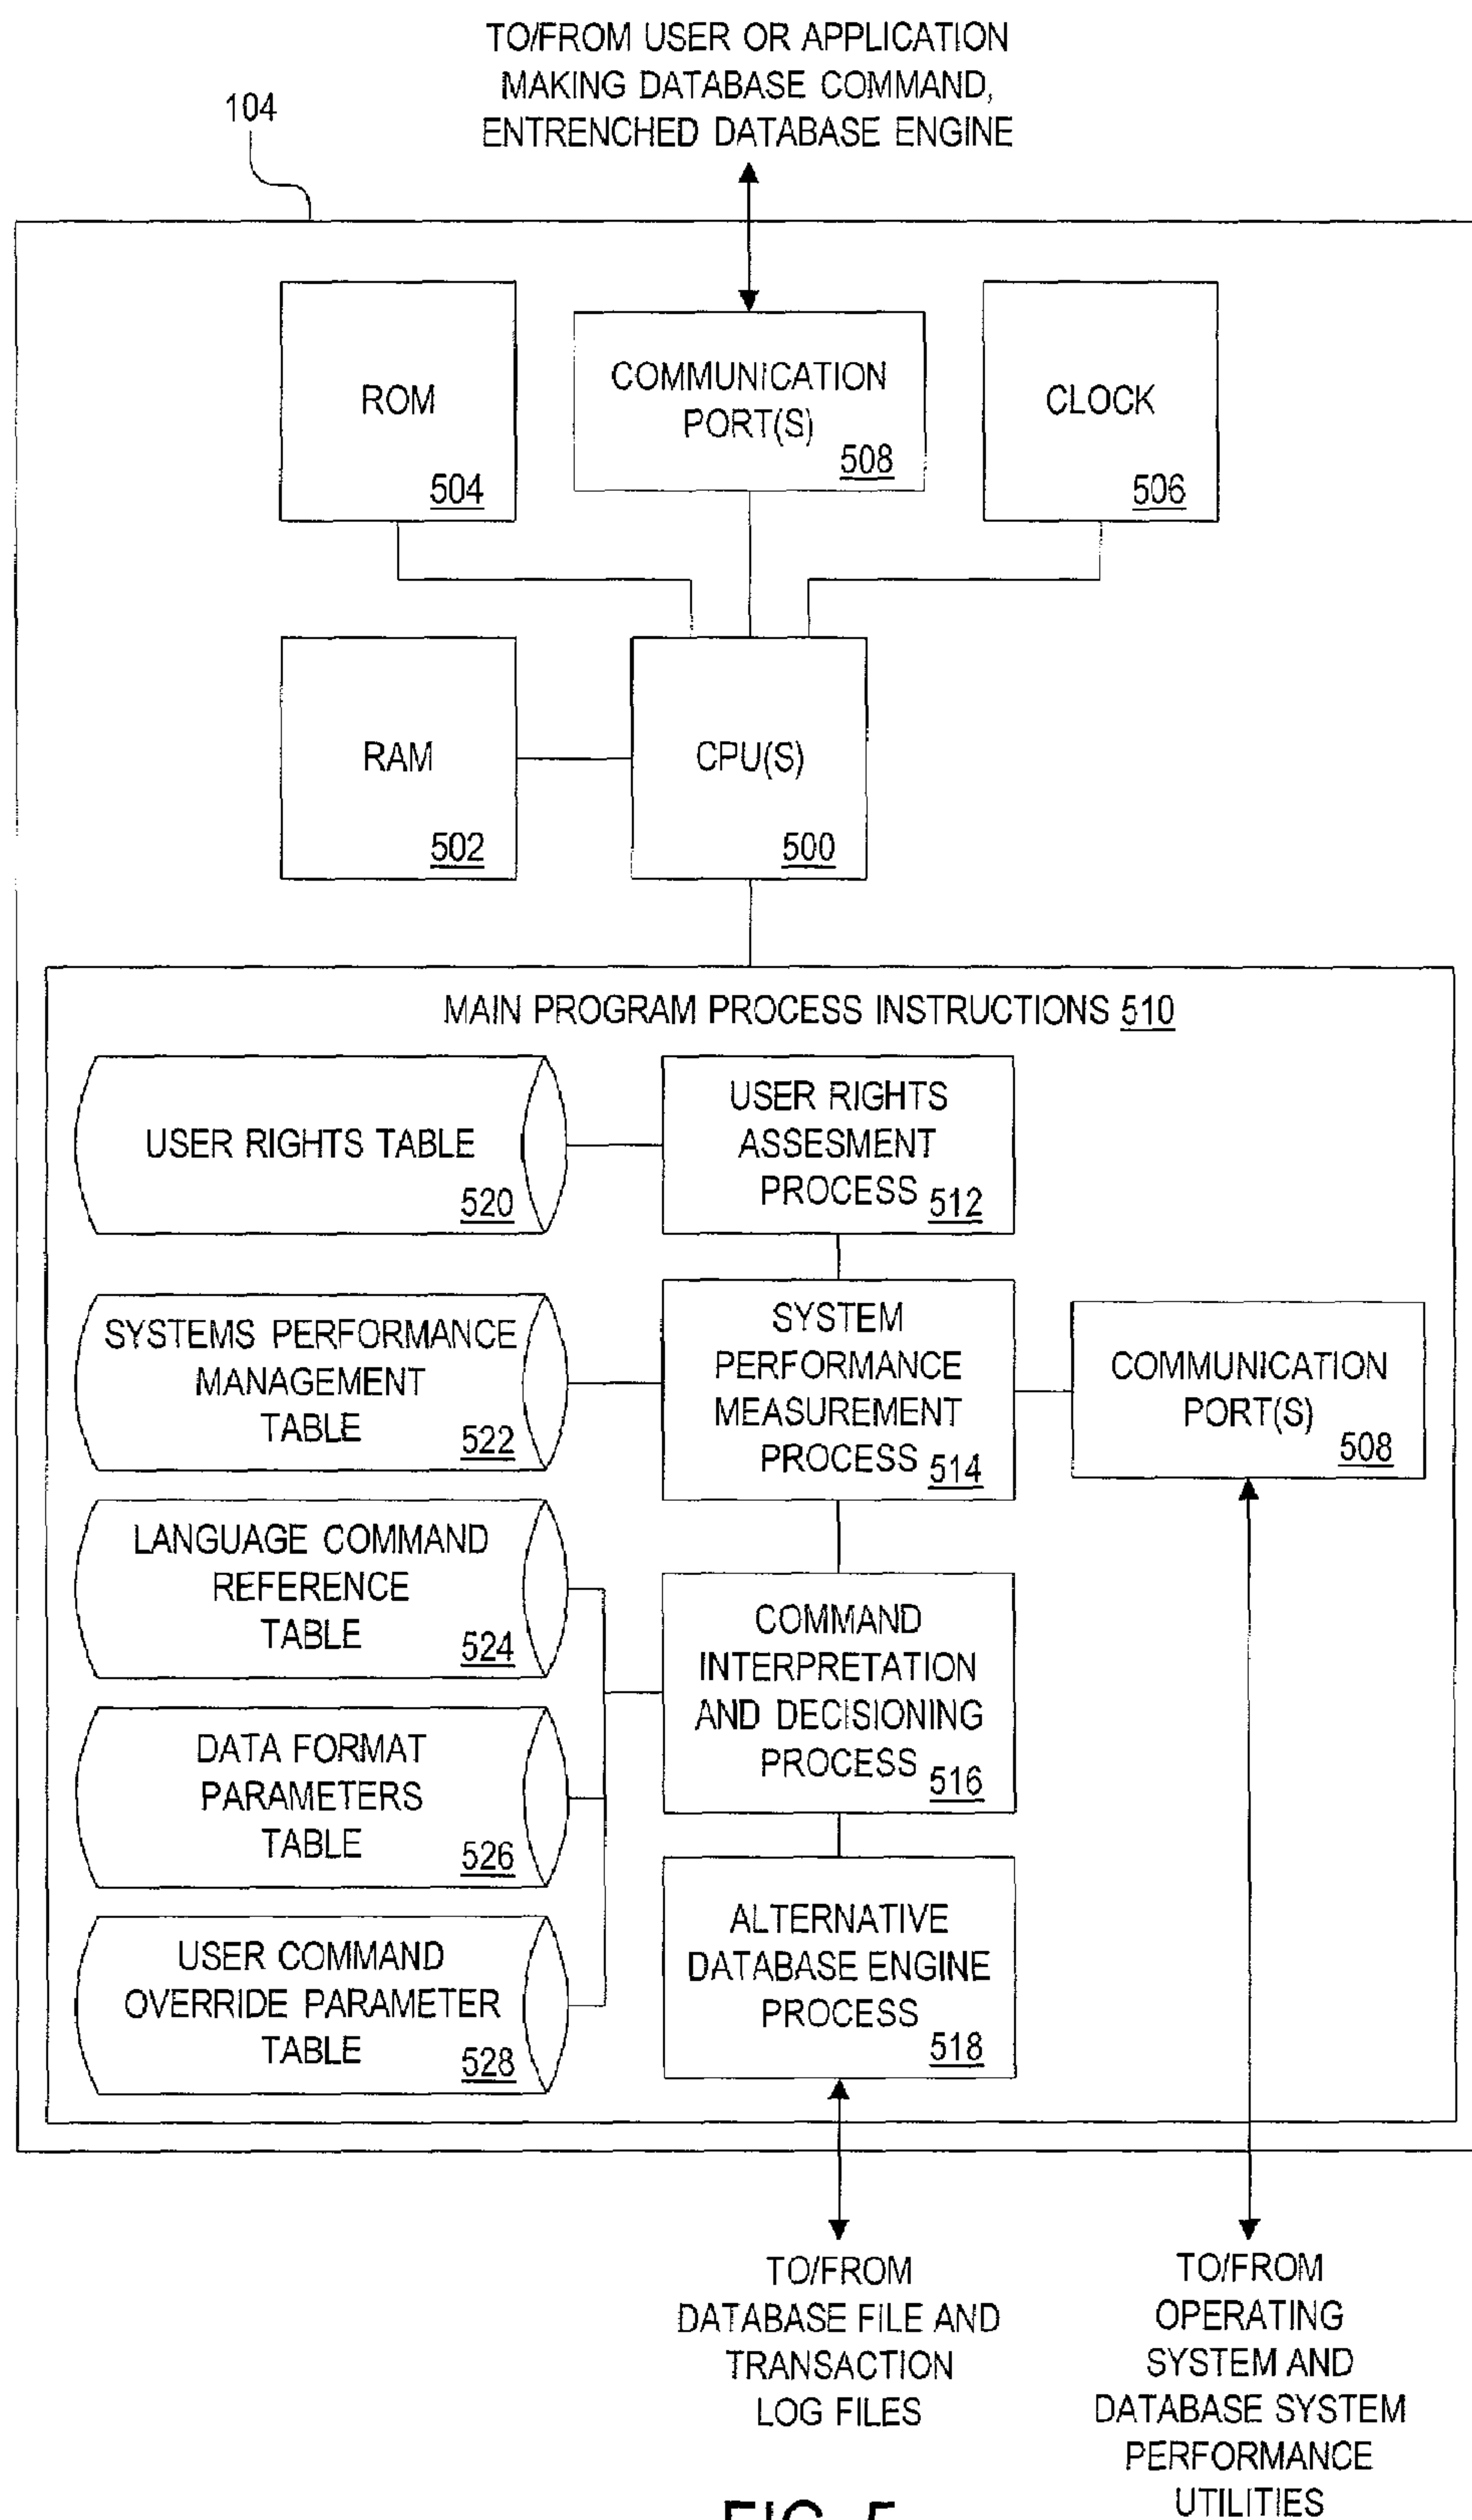 TO/FROM USER OR APPLICATION
MAKING DATABASE COMMAND,
ENTRENCHED DATABASE ENGINE
104
ROM
504
COMMUNICATION
PORT(S)
508
CLOCK
506
RAM
502
CPU(S)
500
MAIN PROGRAM PROCESS INSTRUCTIONS 510
USER RIGHTS TABLE
520
USER RIGHTS
ASSESMENT
PROCESS 512
SYSTEMS PERFORMANCE
MANAGEMENT
TABLE 522
SYSTEM
PERFORMANCE
MEASUREMENT
PROCESS 514
COMMUNICATION
PORT(S)
508
LANGUAGE COMMAND
REFERENCE
TABLE 524
COMMAND
INTERPRETATION
AND DECISIONING
PROCESS 516
DATA FORMAT
PARAMETERS
TABLE 526
ALTERNATIVE
DATABASE ENGINE
PROCESS 518
USER COMMAND
OVERRIDE PARAMETER
TABLE 528
TO/FROM
DATABASE FILE AND
TRANSACTION
LOG FILES
TO/FROM
OPERATING
SYSTEM AND
DATABASE SYSTEM
PERFORMANCE
UTILITIES
FIG. 5